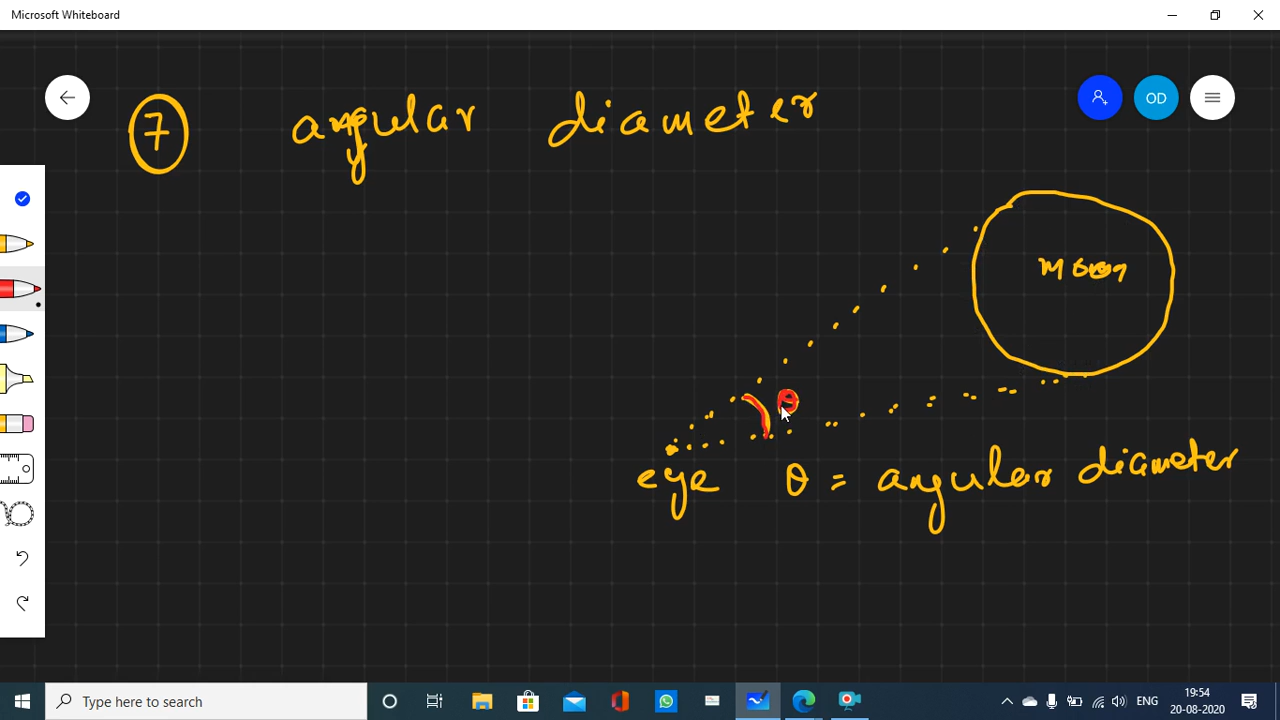 Microsoft Whiteboard
OD
7 angular diameter
Moon
θ
eye θ = angular diameter
Type here to search
ENG
19:54
20-08-2020